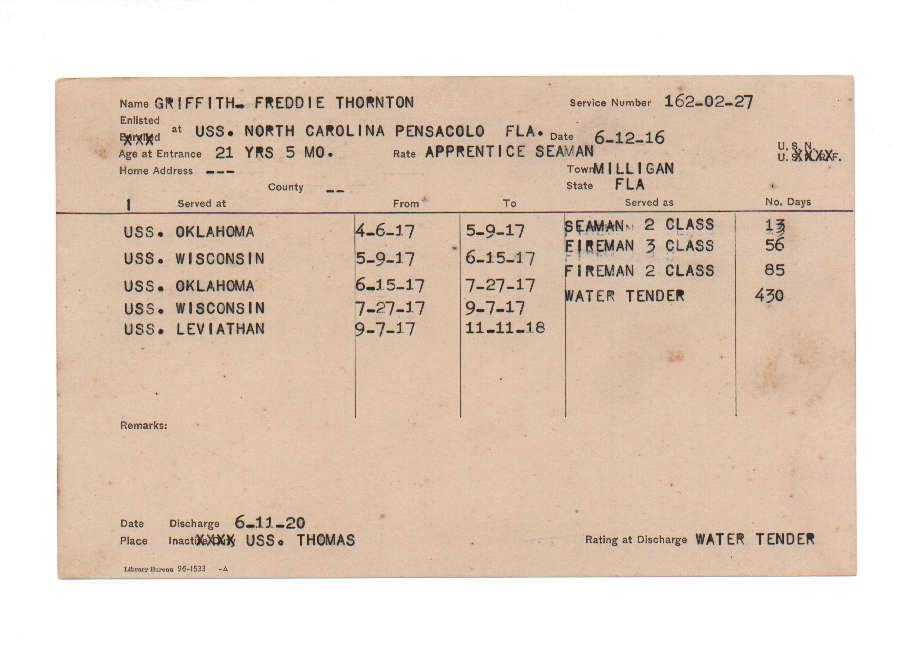 Name GRIFFITH- FREDDIE THORNTON Service Number 162-02-27
Enlisted
Enrolled at USS. NORTH CAROLINA PENSACOLO FLA. Date 6-12-16
U.S.N.
Age at Entrance 21 YRS 5 MO. Rate APPRENTICE SEAMAN U.S.N.R.F.
Home Address --- Town MILLIGAN
County -- State FLA
Served at From To Served as No. Days
USS. OKLAHOMA 4-6-17 5-9-17 SEAMAN 2 CLASS 13
FIREMAN 3 CLASS 56
USS. WISCONSIN 5-9-17 6-15-17
FIREMAN 2 CLASS 85
USS. OKLAHOMA 6-15-17 7-27-17
WATER TENDER 430
USS. WISCONSIN 7-27-17 9-7-17
USS. LEVIATHAN 9-7-17 11-11-18
Remarks:
Date Discharge 6-11-20
Place Inactive Duty USS. THOMAS Rating at Discharge WATER TENDER
Library Bureau 96-1533 -A